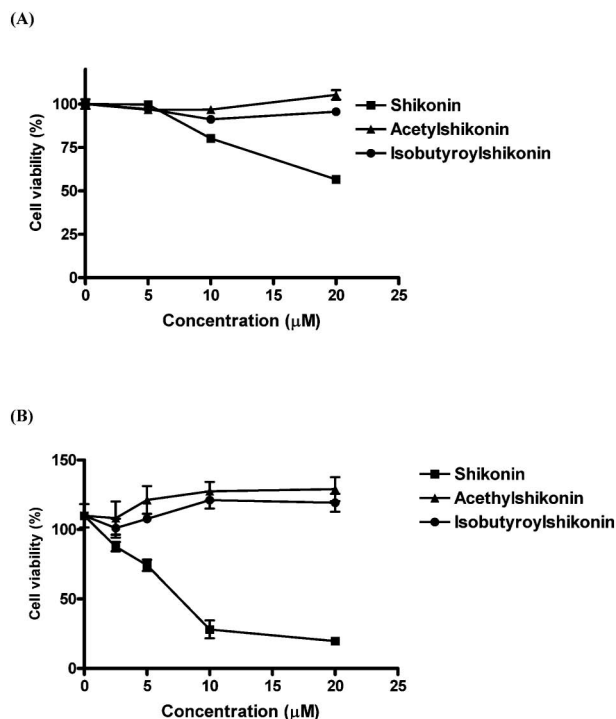 (A)
100
75
50
25
0
Cell viability (%)
0 5 10 15 20 25
Concentration (μM)
Shikonin
Acetylshikonin
Isobutyroylshikonin
(B)
150
100
50
0
Cell viability (%)
0 5 10 15 20 25
Concentration (μM)
Shikonin
Acethylshikonin
Isobutyroylshikonin